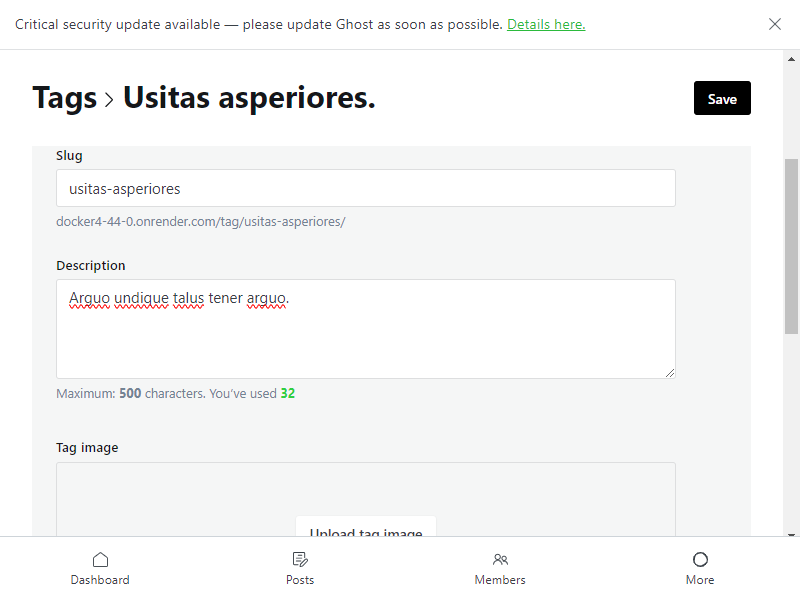 Critical security update available — please update Ghost as soon as possible. Details here.
Tags > Usitas asperiores.
Save
Slug
usitas-asperiores
docker4-44-0.onrender.com/tag/usitas-asperiores/
Description
Arguo undique talus tener arguo.
Maximum: 500 characters. You've used 32
Tag image
Upload tag image
Dashboard
Posts
Members
More